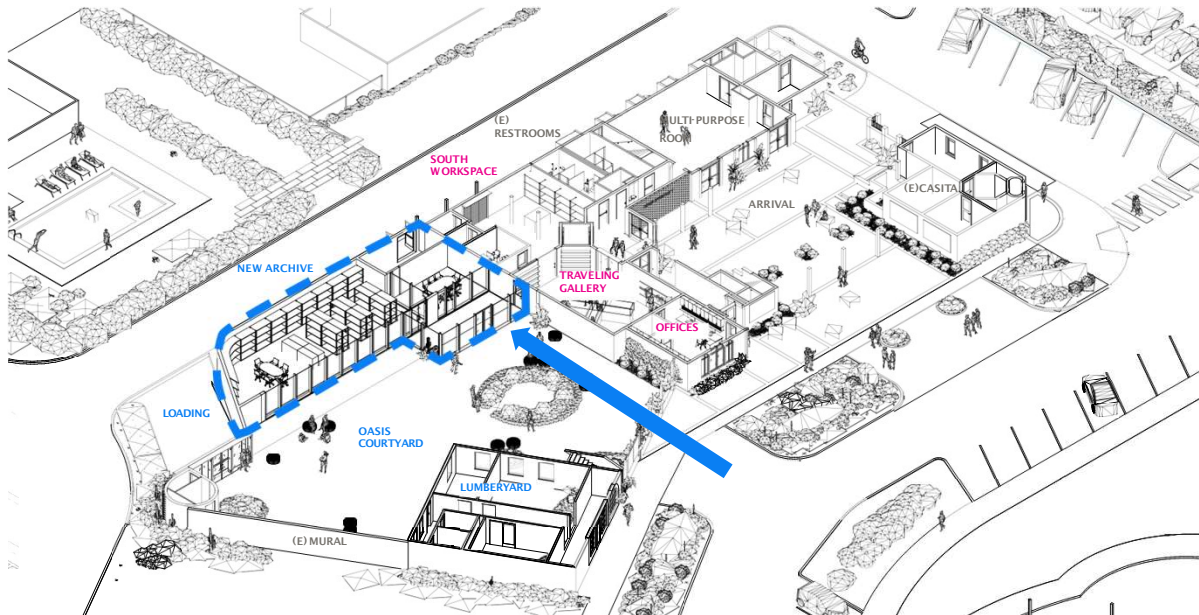 (E)
RESTROOMS
ULTI-PURPOSE
ROO
SOUTH
WORKSPACE
(E)CASITA
ARRIVAL
NEW ARCHIVE
TRAVELING
GALLERY
OFFICES
LOADING
OASIS
COURTYARD
LUMBERYARD
(E) MURAL